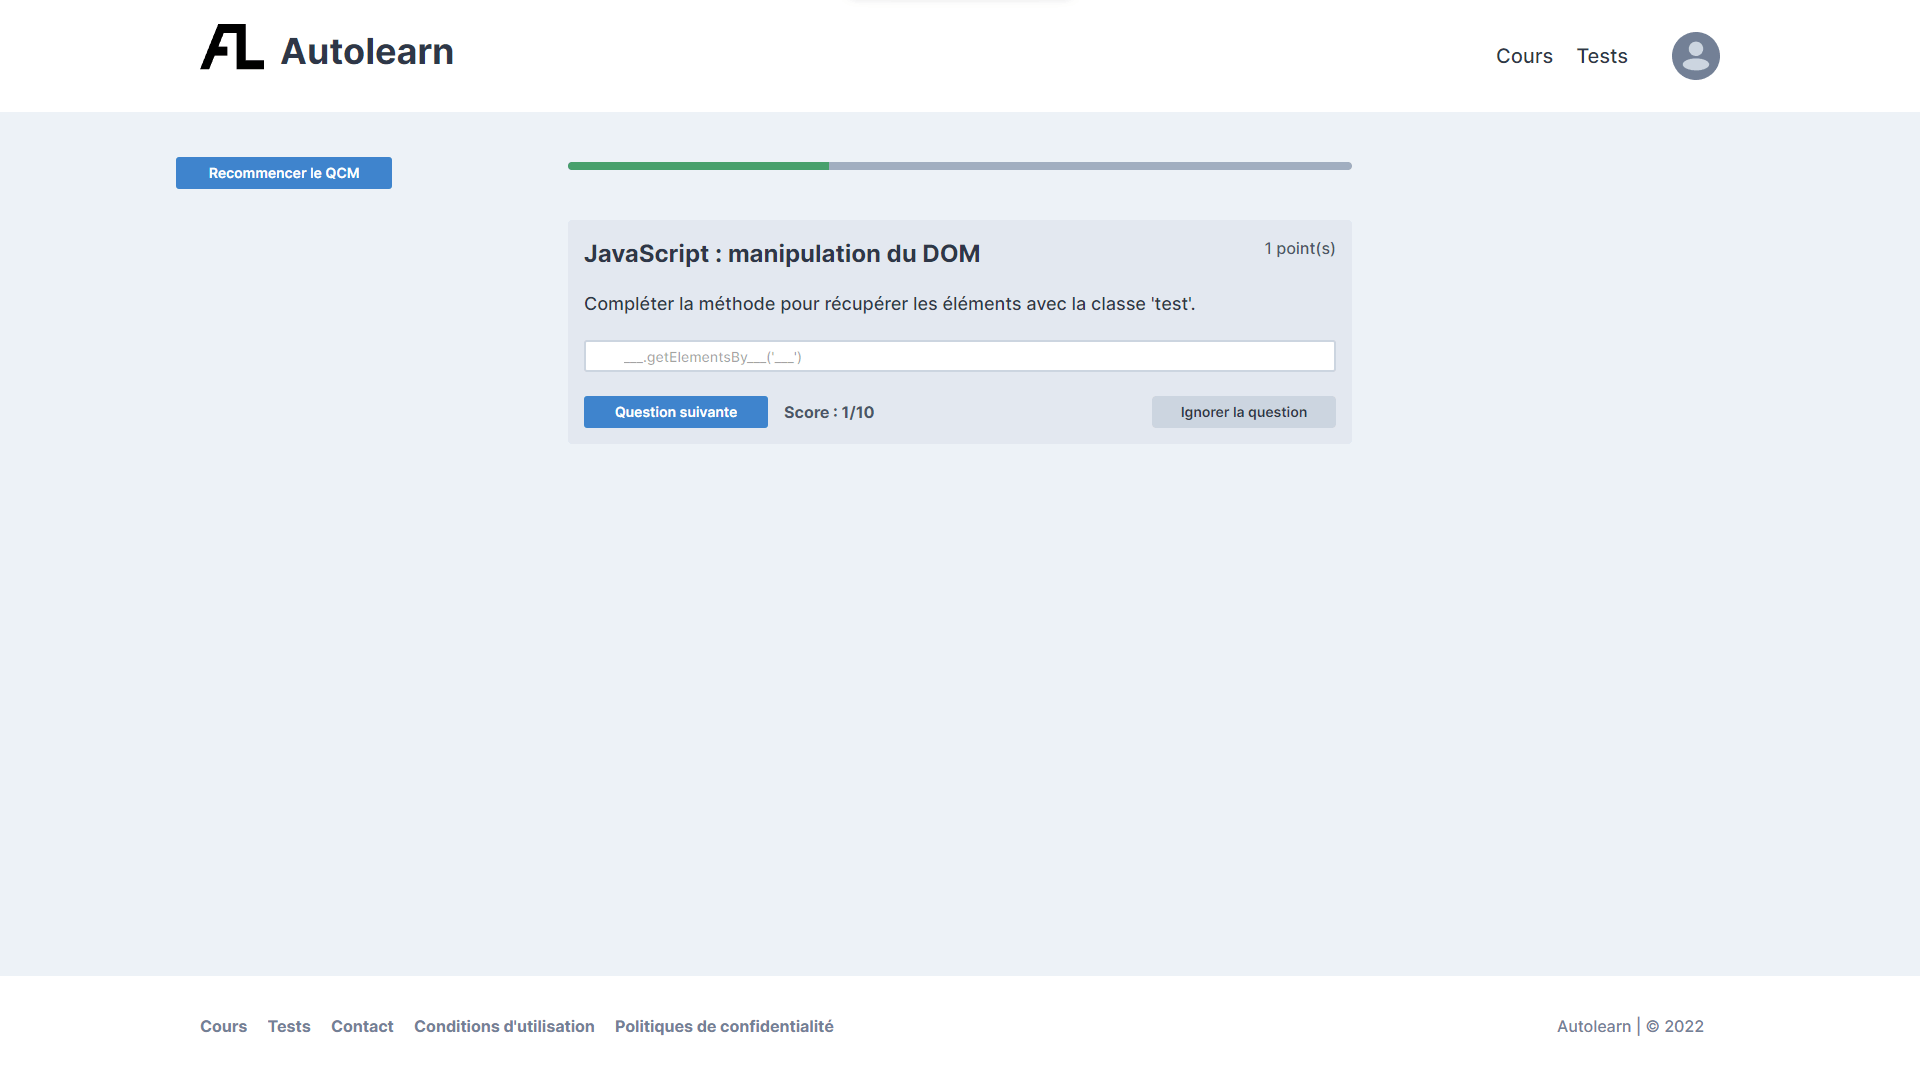 AL Autolearn
Cours Tests
Recommencer le QCM
JavaScript : manipulation du DOM
1 point(s)
Compléter la méthode pour récupérer les éléments avec la classe 'test'.
___.getElementsBy___('___')
Question suivante
Score : 1/10
Ignorer la question
Cours Tests Contact Conditions d'utilisation Politiques de confidentialité
Autolearn | © 2022